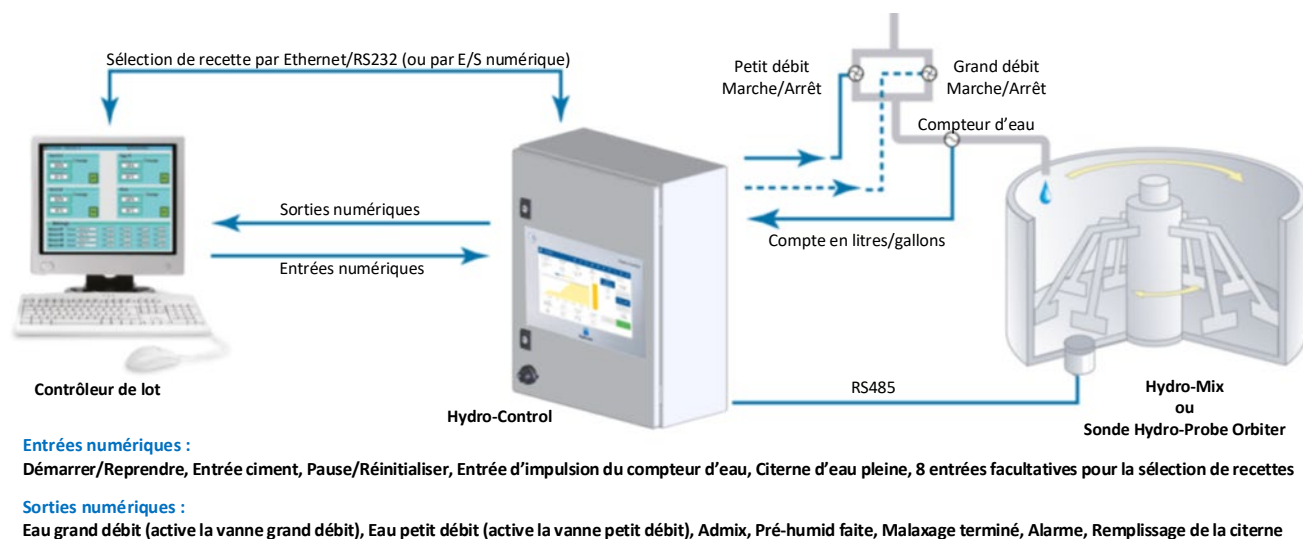 Sélection de recette par Ethernet/RS232 (ou par E/S numérique)
Petit débit
Marche/Arrêt
Grand débit
Marche/Arrêt
Compteur d’eau
Sorties numériques
Entrées numériques
Compte en litres/gallons
Contrôleur de lot
Hydro-Control
RS485
Hydro-Mix
ou
Sonde Hydro-Probe Orbiter
Entrées numériques :
Démarrer/Reprendre, Entrée ciment, Pause/Réinitialiser, Entrée d’impulsion du compteur d’eau, Citerne d’eau pleine, 8 entrées facultatives pour la sélection de recettes
Sorties numériques :
Eau grand débit (active la vanne grand débit), Eau petit débit (active la vanne petit débit), Admix, Pré-humid faite, Malaxage terminé, Alarme, Remplissage de la citerne